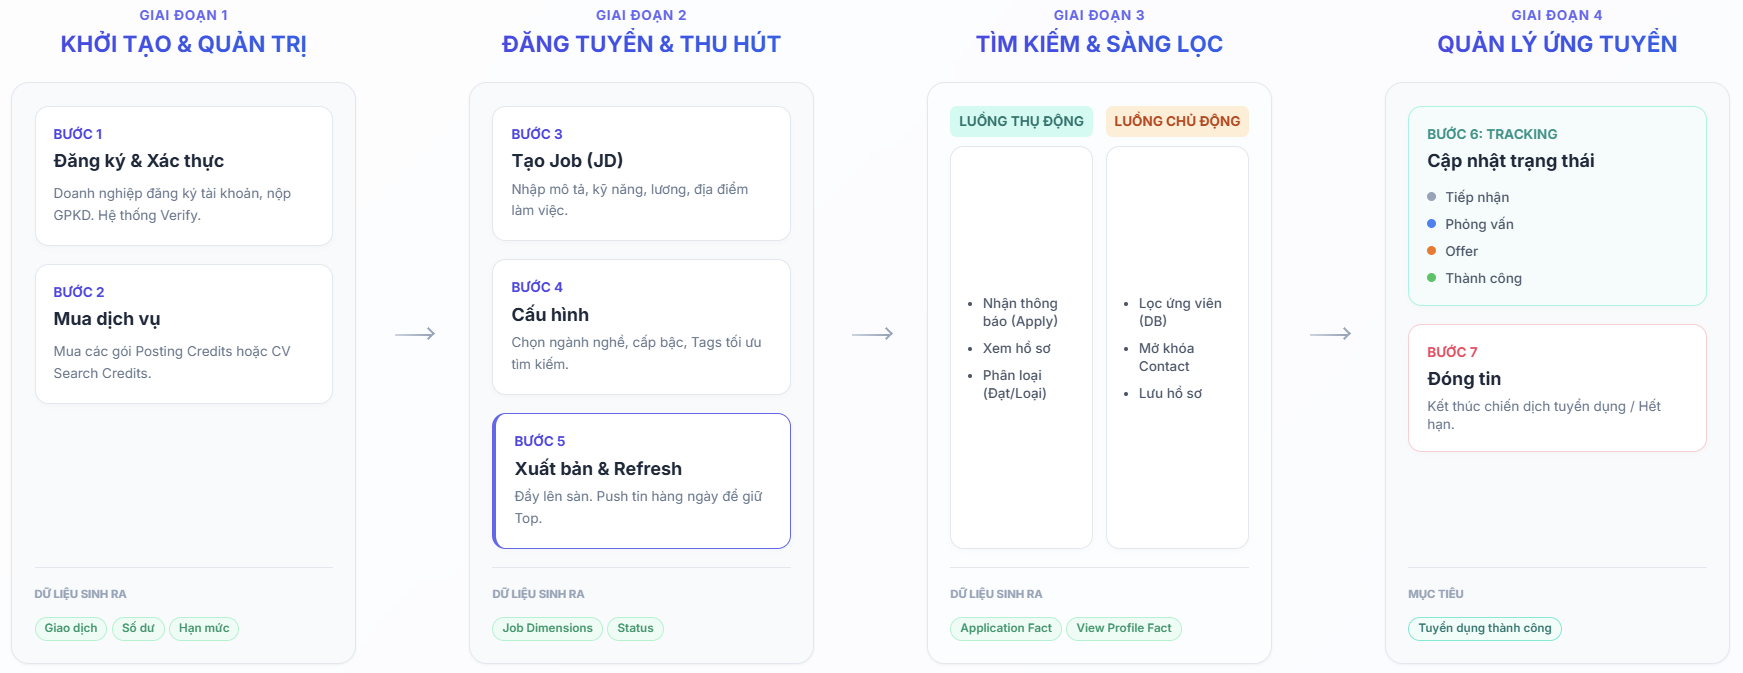 GIAI ĐOẠN 1
KHỞI TẠO & QUẢN TRỊ
BƯỚC 1
Đăng ký & Xác thực
Doanh nghiệp đăng ký tài khoản, nộp
GPKD. Hệ thống Verify.
BƯỚC 2
Mua dịch vụ
Mua các gói Posting Credits hoặc CV
Search Credits.
DỮ LIỆU SINH RA
Giao dịch
Số dư
Hạn mức
GIAI ĐOẠN 2
ĐĂNG TUYỂN & THU HÚT
BƯỚC 3
Tạo Job (JD)
Nhập mô tả, kỹ năng, lương, địa điểm
làm việc.
BƯỚC 4
Cấu hình
Chọn ngành nghề, cấp bậc, Tags tối ưu
tìm kiếm.
BƯỚC 5
Xuất bản & Refresh
Đẩy lên sàn. Push tin hàng ngày để giữ
Top.
DỮ LIỆU SINH RA
Job Dimensions
Status
GIAI ĐOẠN 3
TÌM KIẾM & SÀNG LỌC
LUỒNG THỤ ĐỘNG
Nhận thông
báo (Apply)
Xem hồ sơ
Phân loại
(Đạt/Loại)
LUỒNG CHỦ ĐỘNG
Lọc ứng viên
(DB)
Mở khóa
Contact
Lưu hồ sơ
DỮ LIỆU SINH RA
Application Fact
View Profile Fact
GIAI ĐOẠN 4
QUẢN LÝ ỨNG TUYỂN
BƯỚC 6: TRACKING
Cập nhật trạng thái
Tiếp nhận
Phỏng vấn
Offer
Thành công
BƯỚC 7
Đóng tin
Kết thúc chiến dịch tuyển dụng / Hết
hạn.
MỤC TIÊU
Tuyển dụng thành công